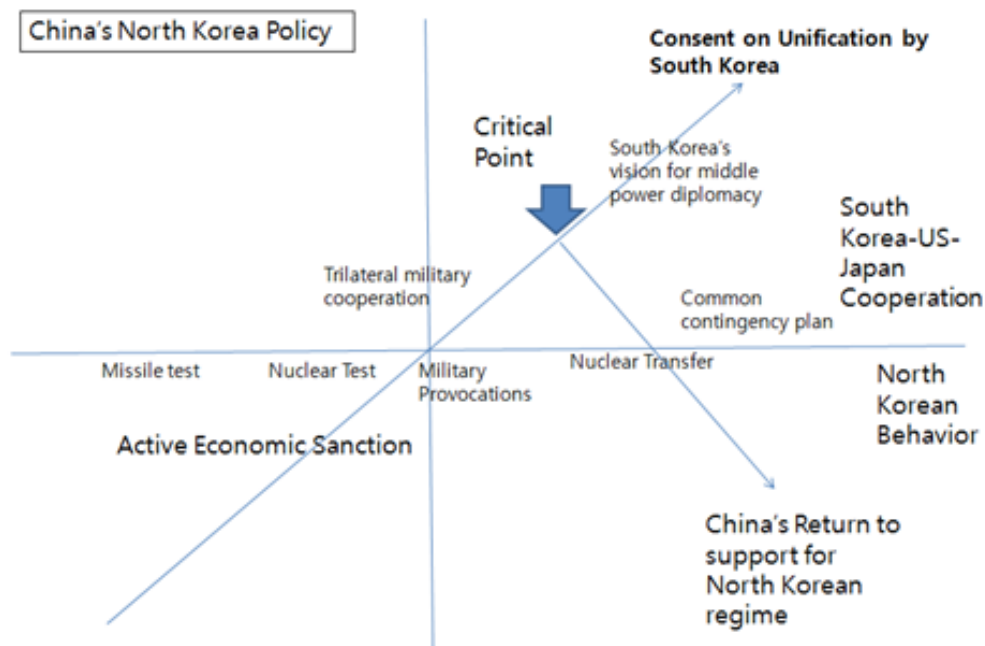 China's North Korea Policy
Consent on Unification by
South Korea
Critical
Point
South Korea's
vision for middle
power diplomacy
South
Korea-US-
Japan
Cooperation
Trilateral military
cooperation
Common
contingency plan
Missile test
Nuclear Test
Military
Provocations
Nuclear Transfer
North
Korean
Behavior
Active Economic Sanction
China's Return to
support for
North Korean
regime